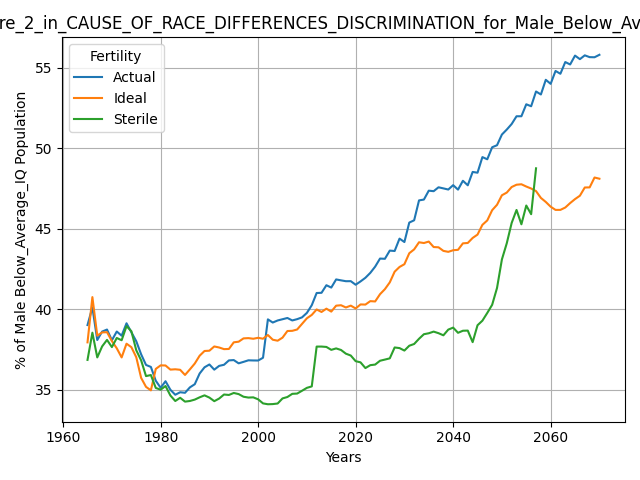 re_2_in_CAUSE_OF_RACE_DIFFERENCES_DISCRIMINATION_for_Male_Below_Av
Fertility
Actual
Ideal
Sterile
% of Male Below_Average_IQ Population
55
50
45
40
35
1960 1980 2000 2020 2040 2060
Years